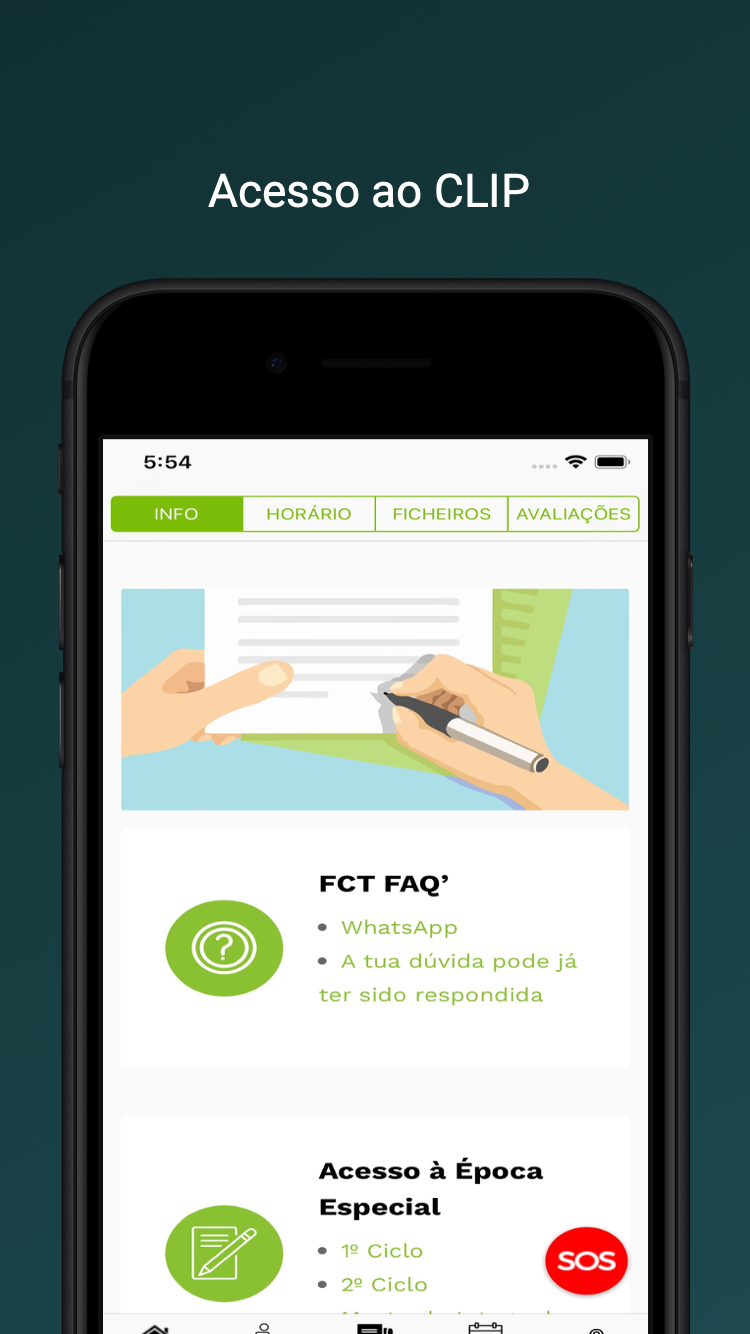 Acesso ao CLIP
5:54
INFO HORÁRIO FICHEIROS AVALIAÇÕES
FCT FAQ’
• WhatsApp
• A tua dúvida pode já
ter sido respondida
Acesso à Época
Especial
• 1º Ciclo
• 2º Ciclo
SOS